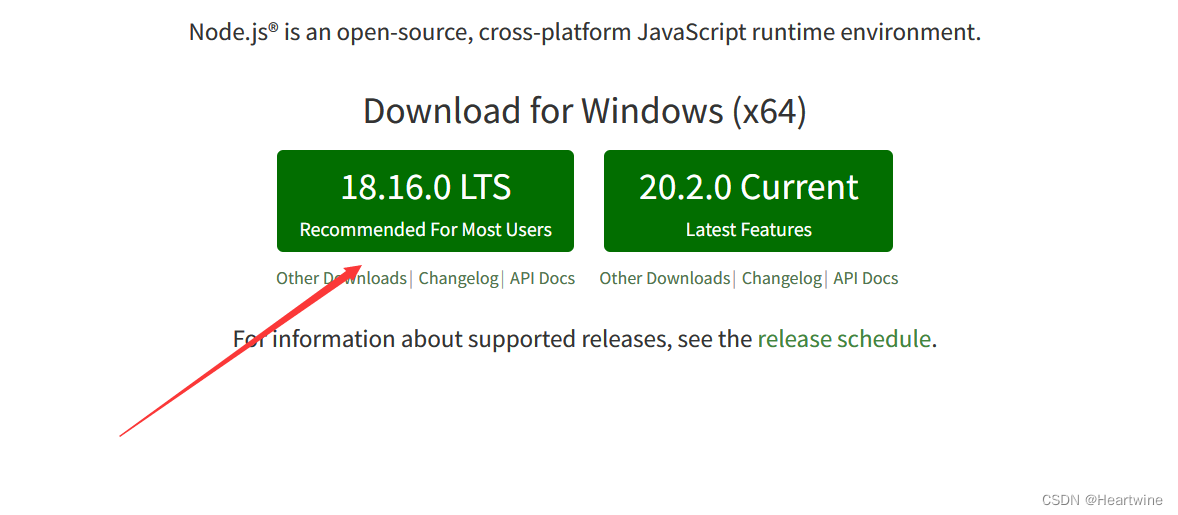 Node.js® is an open-source, cross-platform JavaScript runtime environment.
Download for Windows (x64)
18.16.0 LTS
Recommended For Most Users
20.2.0 Current
Latest Features
Other Downloads | Changelog | API Docs
Other Downloads | Changelog | API Docs
For information about supported releases, see the release schedule.
CSDN @Heartwine